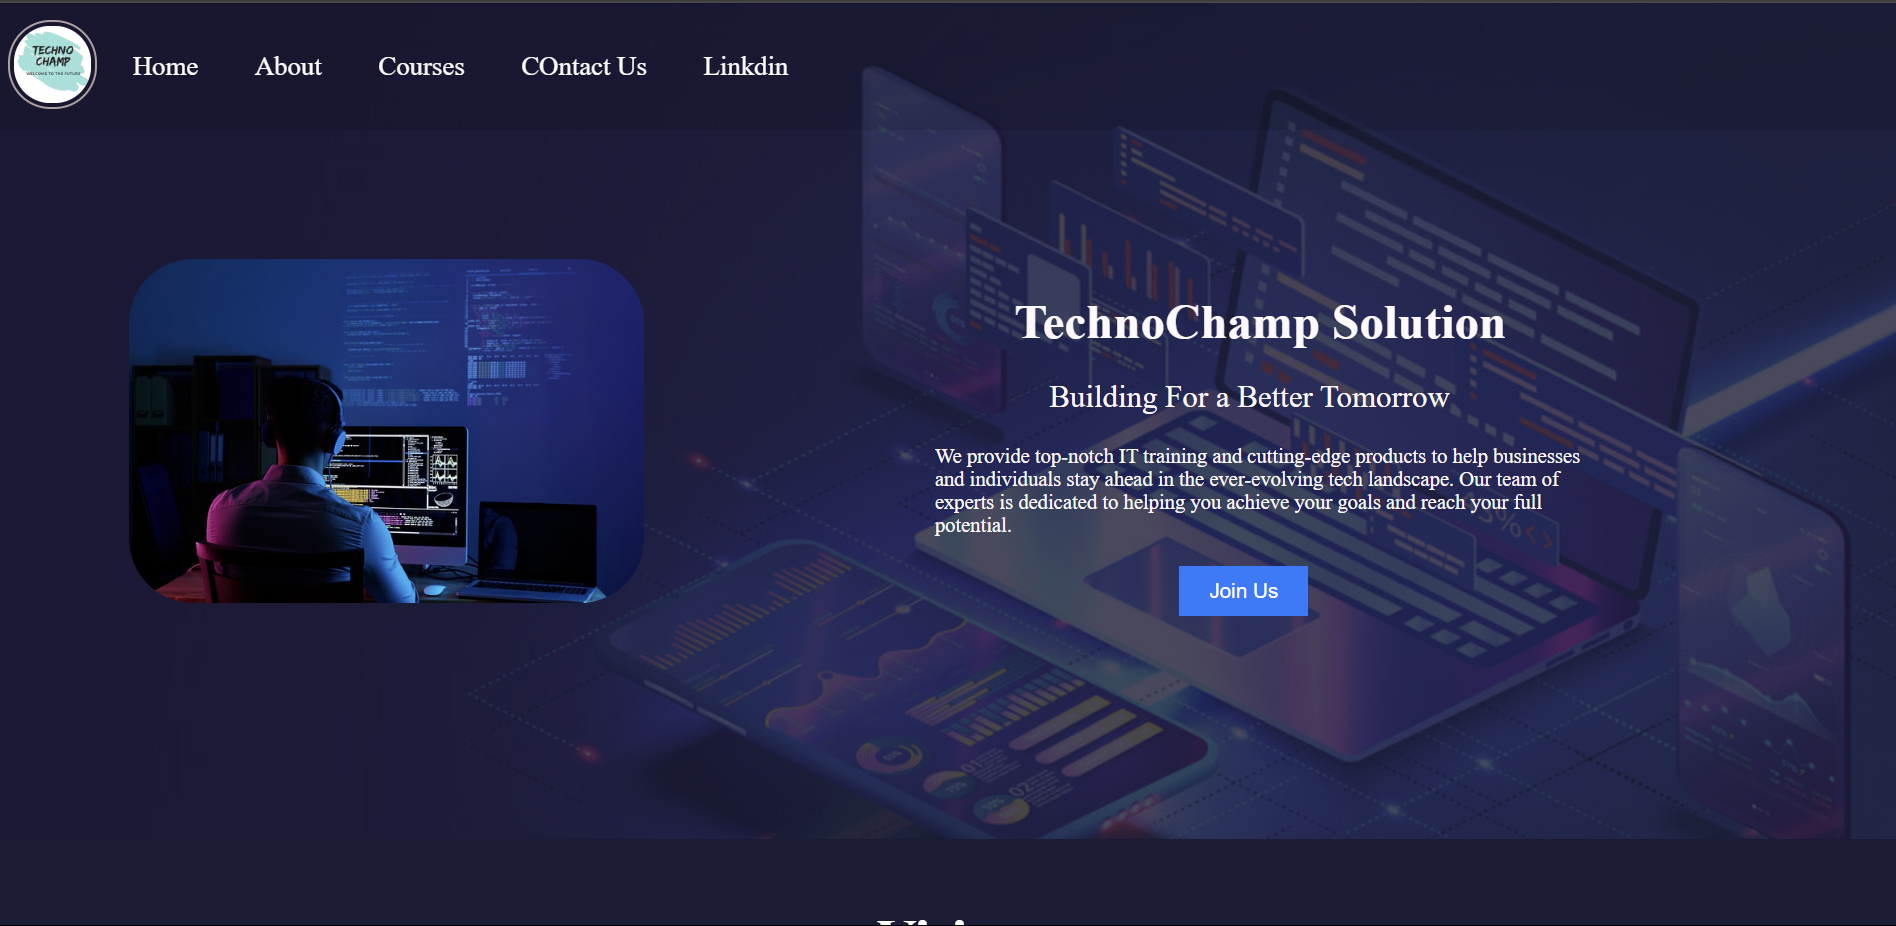 TECHNO
CHAMP
WELCOME TO THE FUTURE
Home
About
Courses
COntact Us
Linkdin
TechnoChamp Solution
Building For a Better Tomorrow
We provide top-notch IT training and cutting-edge products to help businesses
and individuals stay ahead in the ever-evolving tech landscape. Our team of
experts is dedicated to helping you achieve your goals and reach your full
potential.
Join Us
01
02